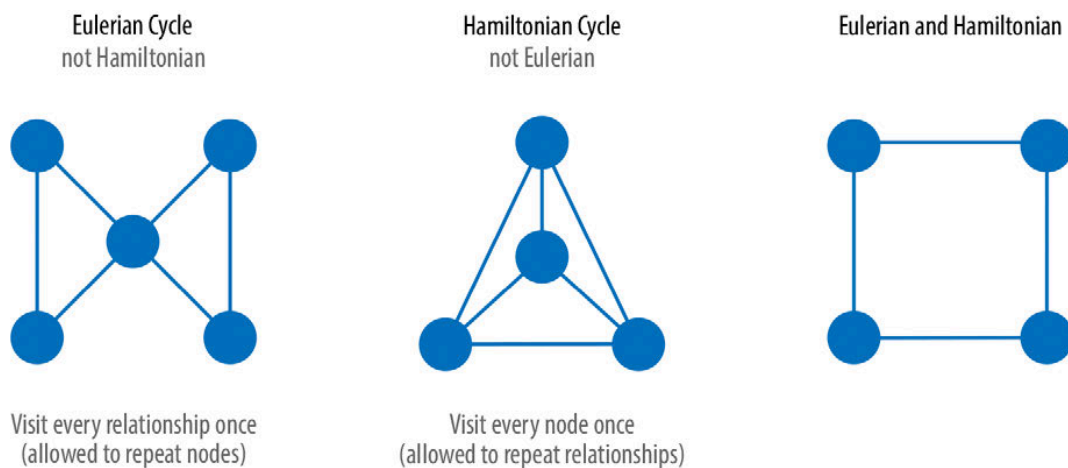 Eulerian Cycle
not Hamiltonian
Hamiltonian Cycle
not Eulerian
Eulerian and Hamiltonian
Visit every relationship once
(allowed to repeat nodes)
Visit every node once
(allowed to repeat relationships)